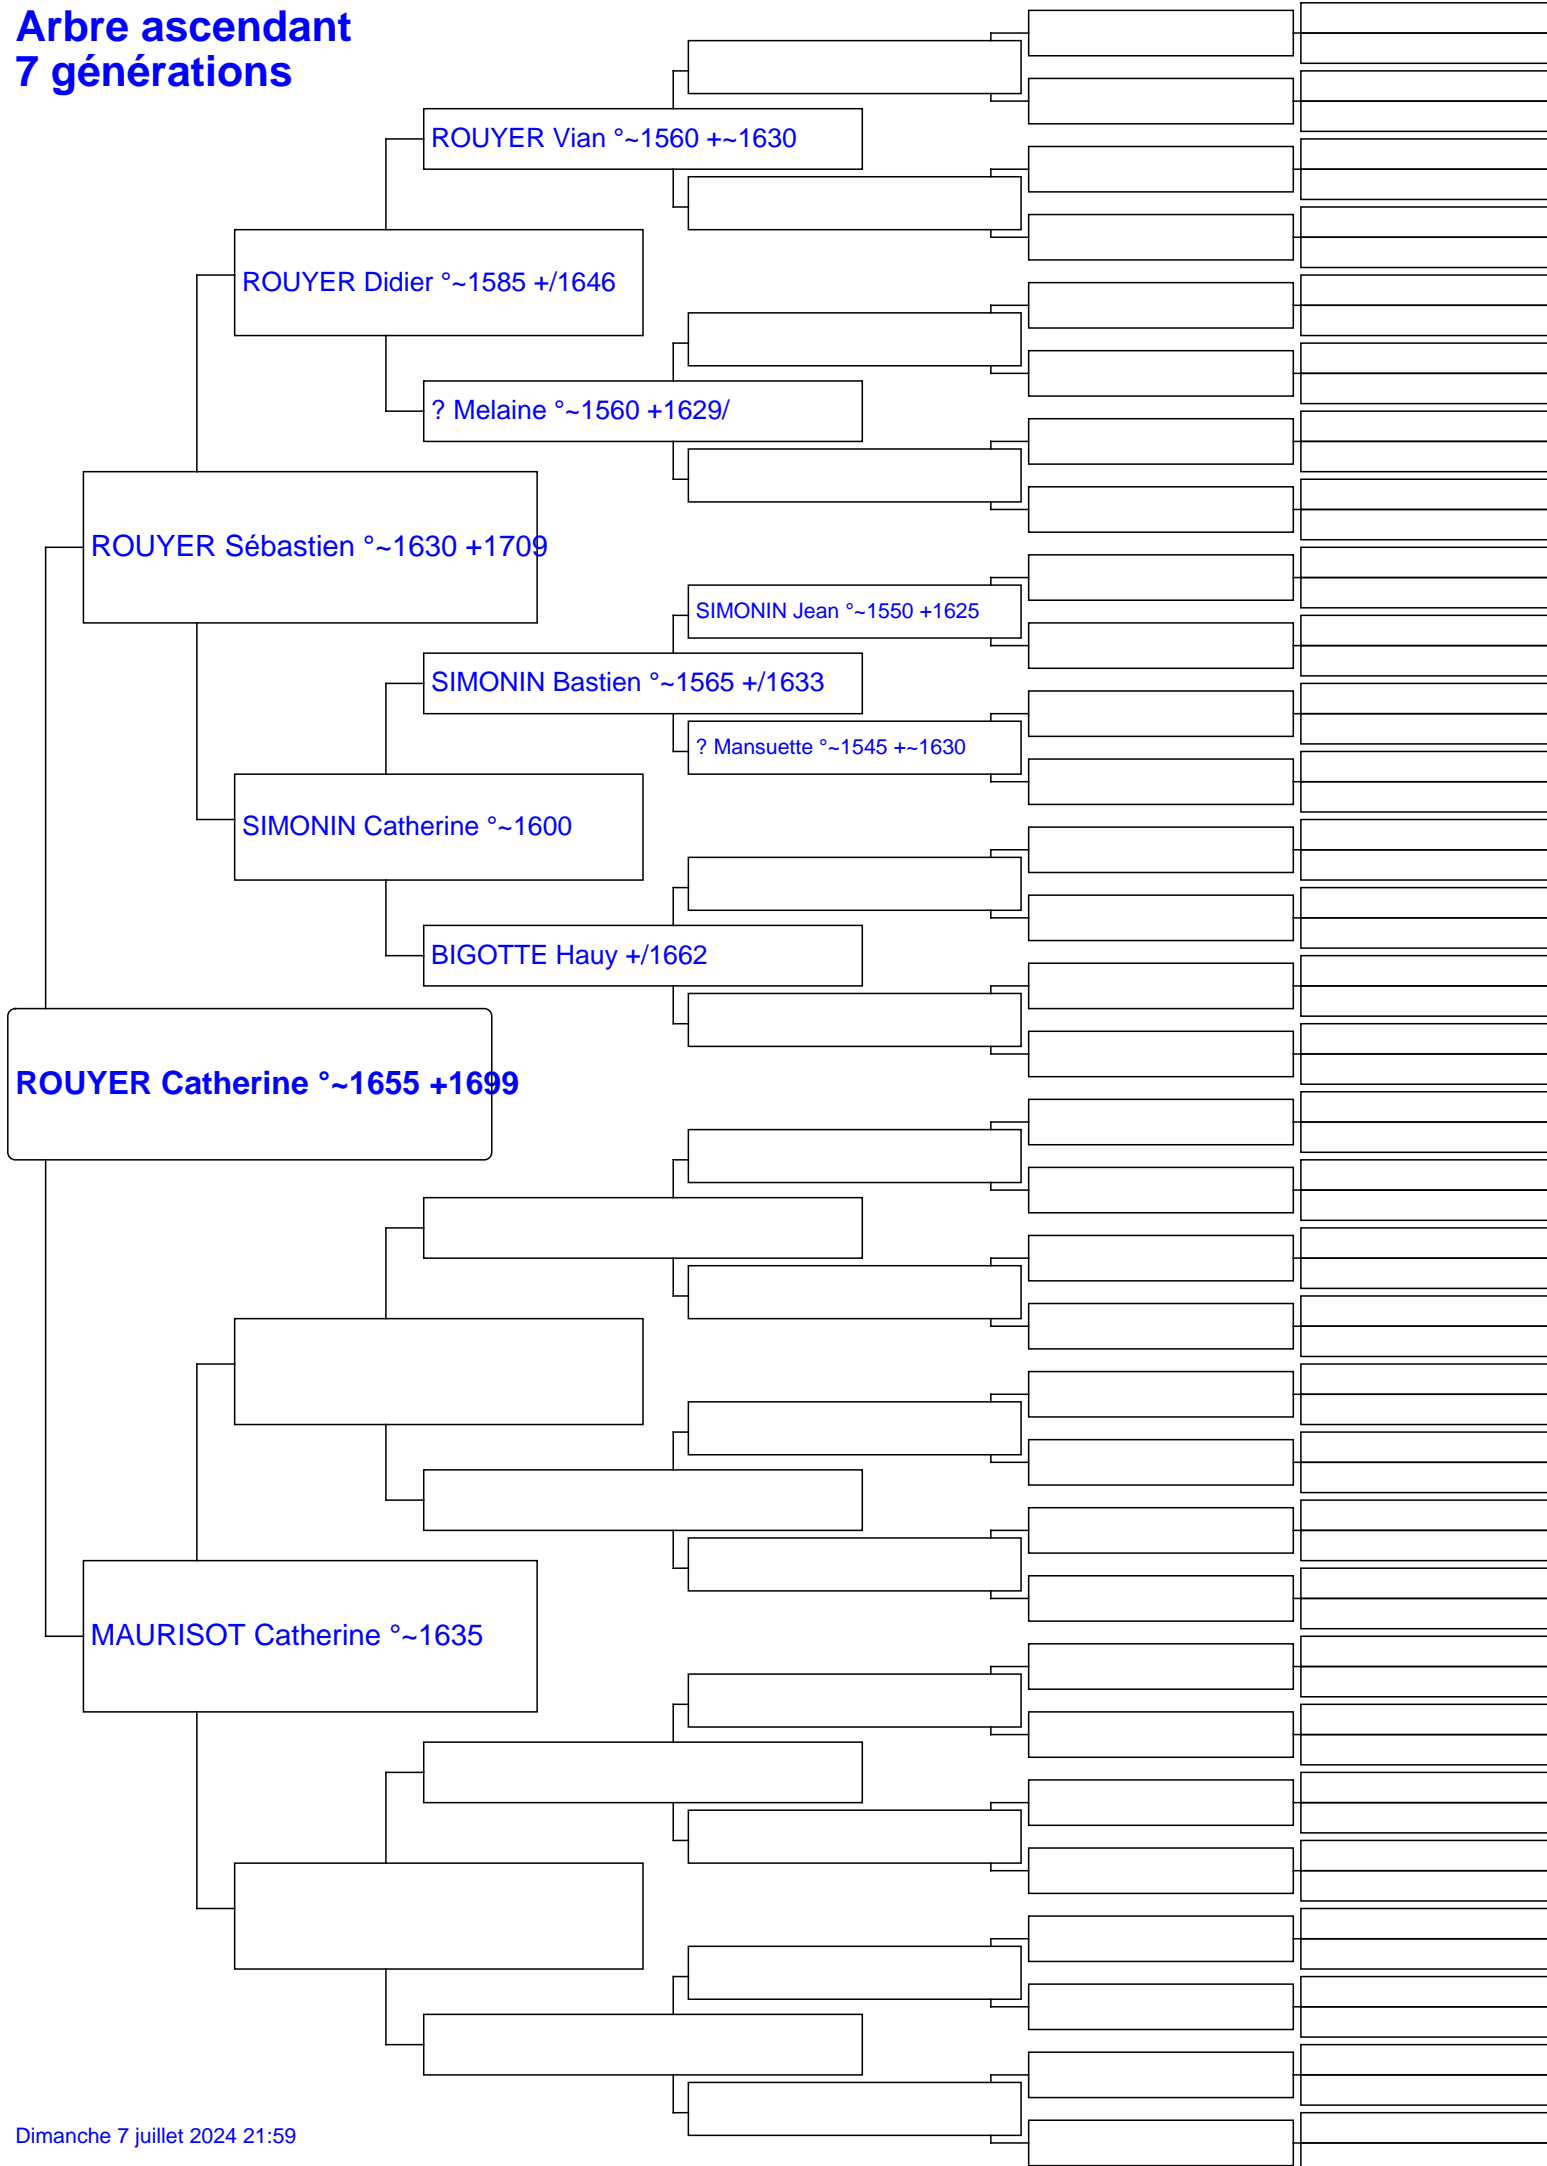 Arbre ascendant
7 générations
ROUYER Vian °~1560 +~1630
ROUYER Didier °~1585 +/1646
? Melaine °~1560 +1629/
ROUYER Sébastien °~1630 +1709
SIMONIN Jean °~1550 +1625
SIMONIN Bastien °~1565 +/1633
? Mansuette °~1545 +~1630
SIMONIN Catherine °~1600
BIGOTTE Hauy +/1662
ROUYER Catherine °~1655 +1699
MAURISOT Catherine °~1635
Dimanche 7 juillet 2024 21:59